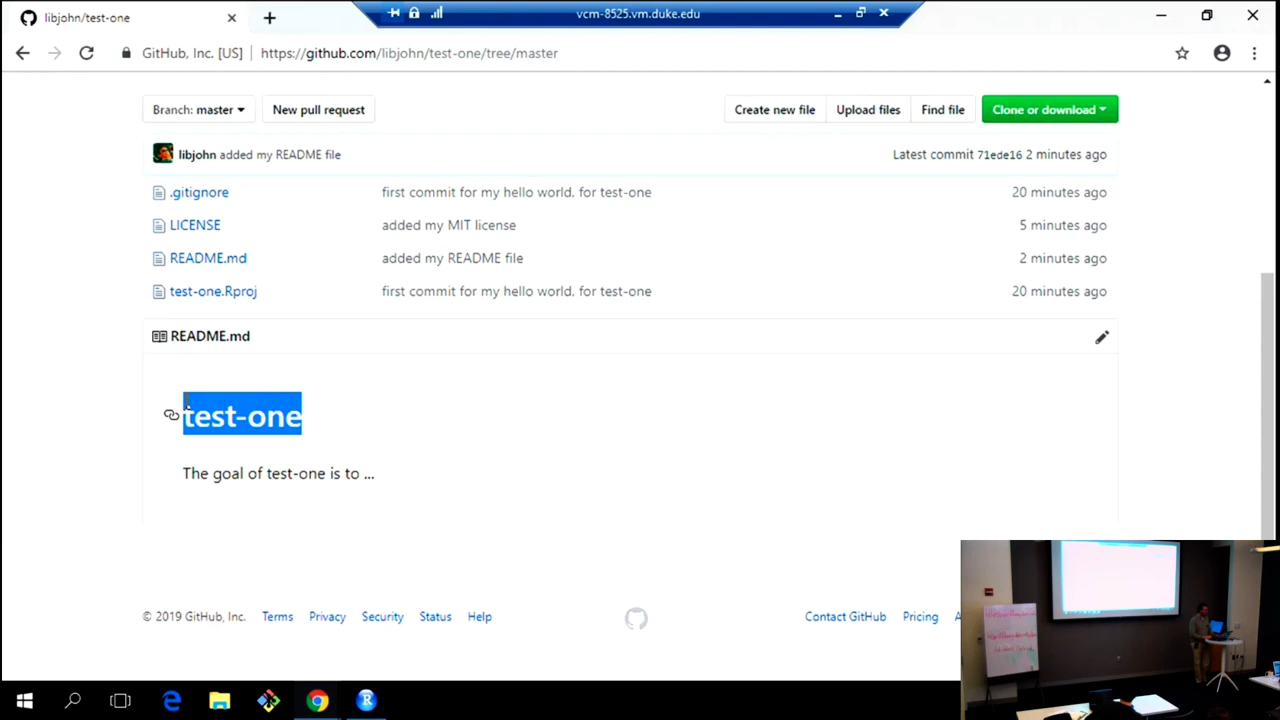 libjohn/test-one
vcm-8525.vm.duke.edu
GitHub, Inc. [US]
https://github.com/libjohn/test-one/tree/master
Branch: master
New pull request
Create new file
Upload files
Find file
Clone or download
libjohn added my README file
Latest commit 71ede16 2 minutes ago
.gitignore
first commit for my hello world. for test-one
20 minutes ago
LICENSE
added my MIT license
5 minutes ago
README.md
added my README file
2 minutes ago
test-one.Rproj
first commit for my hello world. for test-one
20 minutes ago
README.md
test-one
The goal of test-one is to ...
© 2019 GitHub, Inc.
Terms
Privacy
Security
Status
Help
Contact GitHub
Pricing